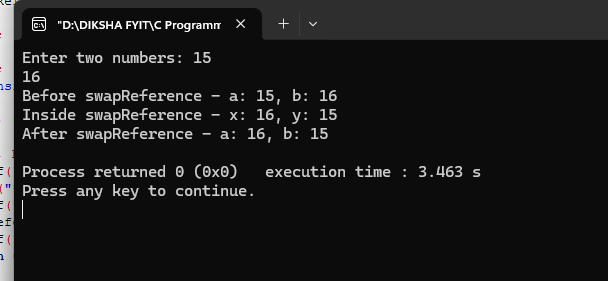 "D:\DIKSHA FYIT\C Programm
Enter two numbers: 15
16
Before swapReference - a: 15, b: 16
Inside swapReference - x: 16, y: 15
After swapReference - a: 16, b: 15
Process returned 0 (0x0)   execution time : 3.463 s
Press any key to continue.